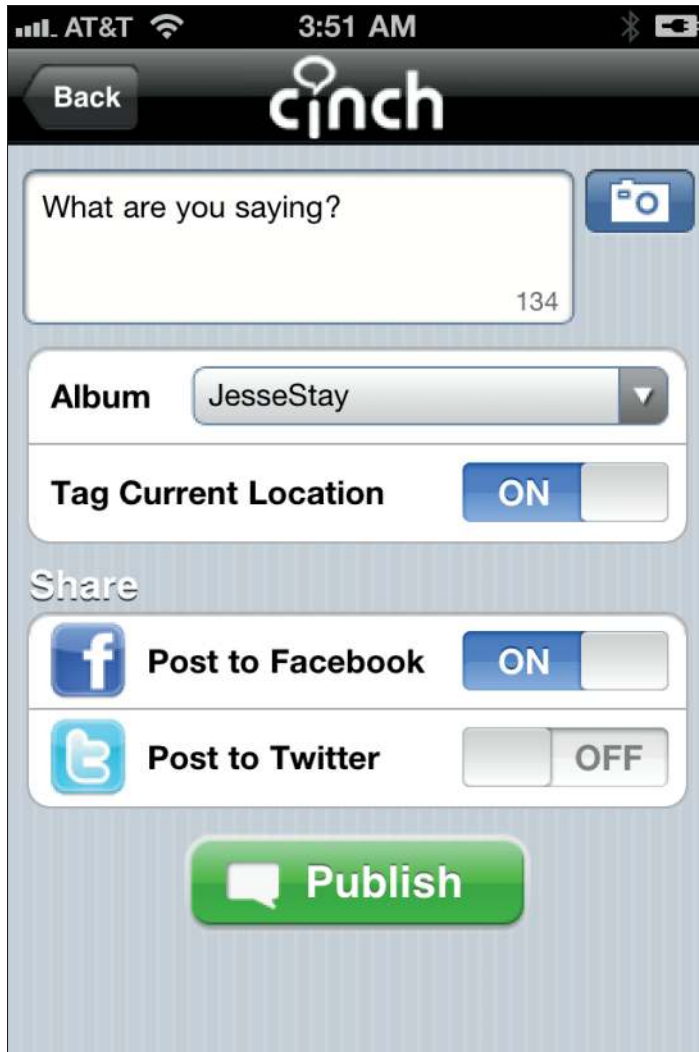 AT&T 3:51 AM
Back cinch
What are you saying?
134
Album JesseStay
Tag Current Location ON
Share
f Post to Facebook ON
t Post to Twitter OFF
Publish